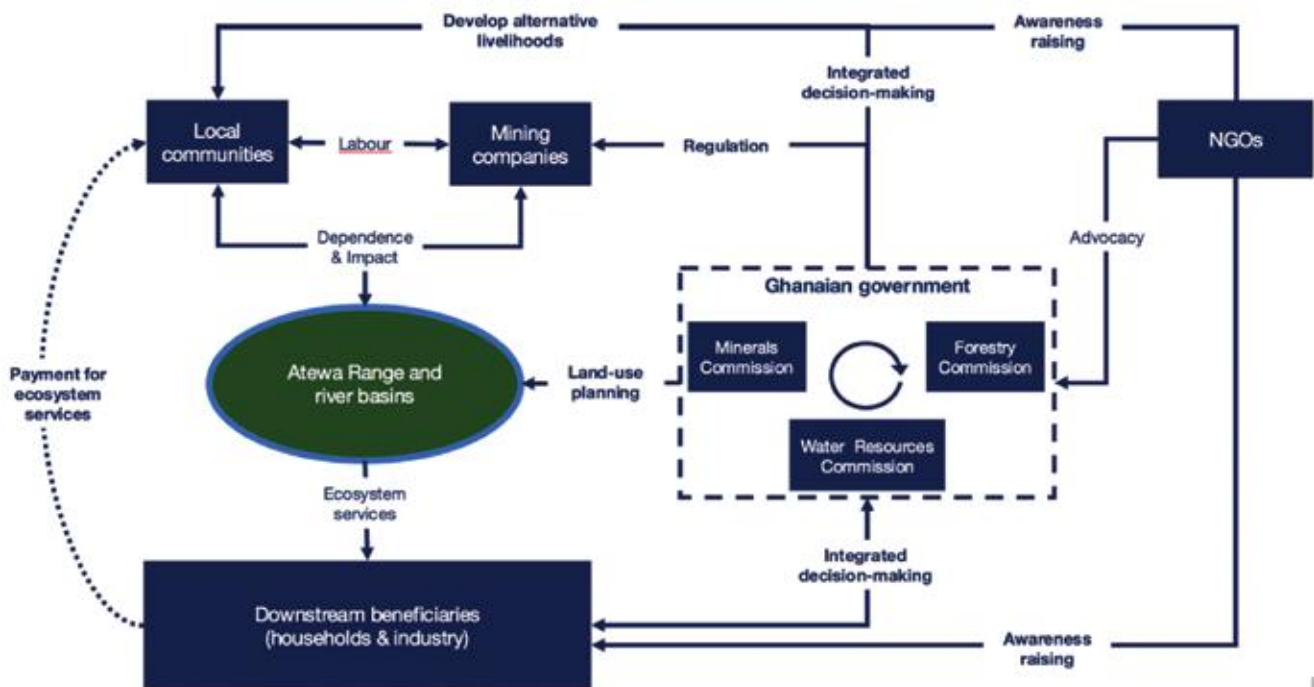 Develop alternative
livelihoods
Awareness
raising
Integrated
decision-making
Local
communities
Labour
Mining
companies
Regulation
NGOs
Dependence
& Impact
Advocacy
Ghanaian government
Minerals
Commission
Forestry
Commission
Water Resources
Commission
Payment for
ecosystem
services
Atewa Range and
river basins
Land-use
planning
Ecosystem
services
Integrated
decision-making
Downstream beneficiaries
(households & industry)
Awareness
raising